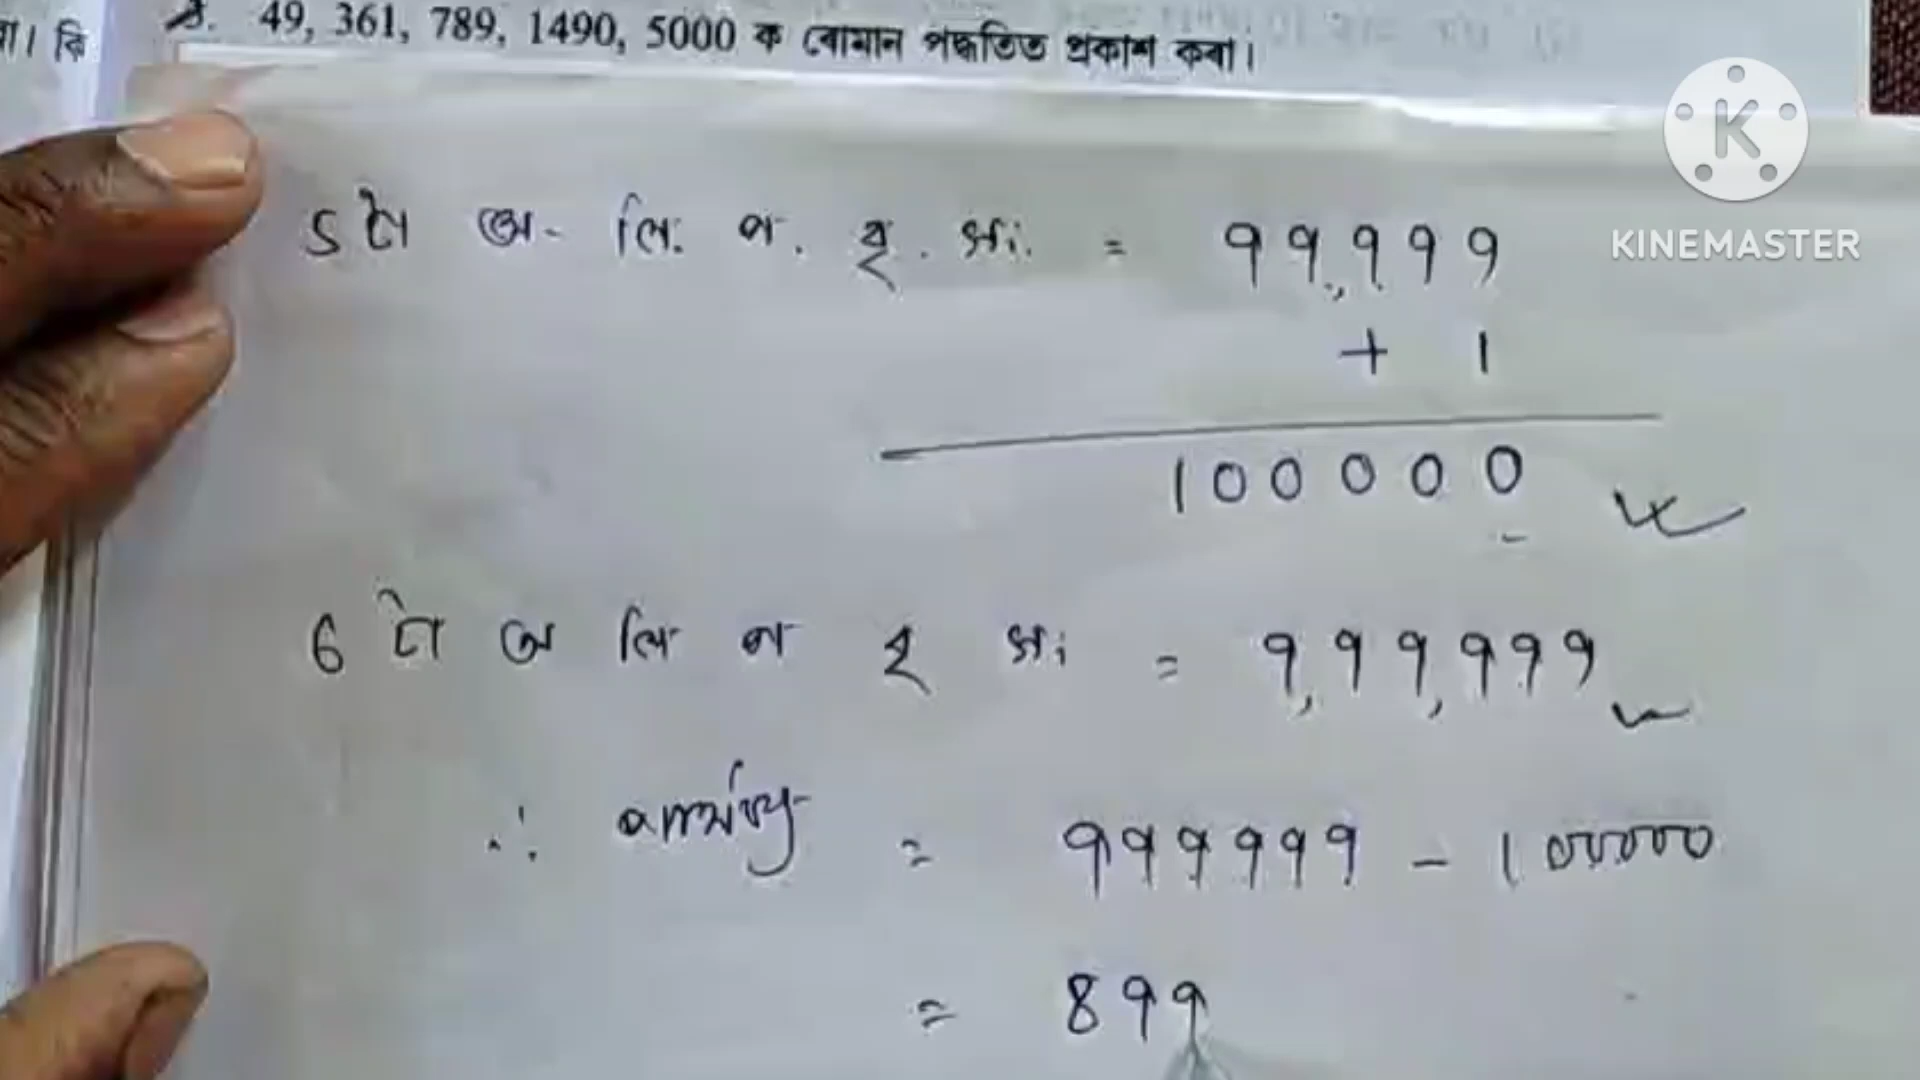 া। কি
3. 49, 361, 789, 1490, 5000 ক ৰোমান পদ্ধতিত প্ৰকাশ কৰা।
KINEMASTER
5 টা অ. লি. প. বৃ. সং. = 99,999
+ 1
100000
6 টা অ লি প বৃ সং = 9,99,999
∴ পাৰ্থক্য = 999999 - 100000
= 899